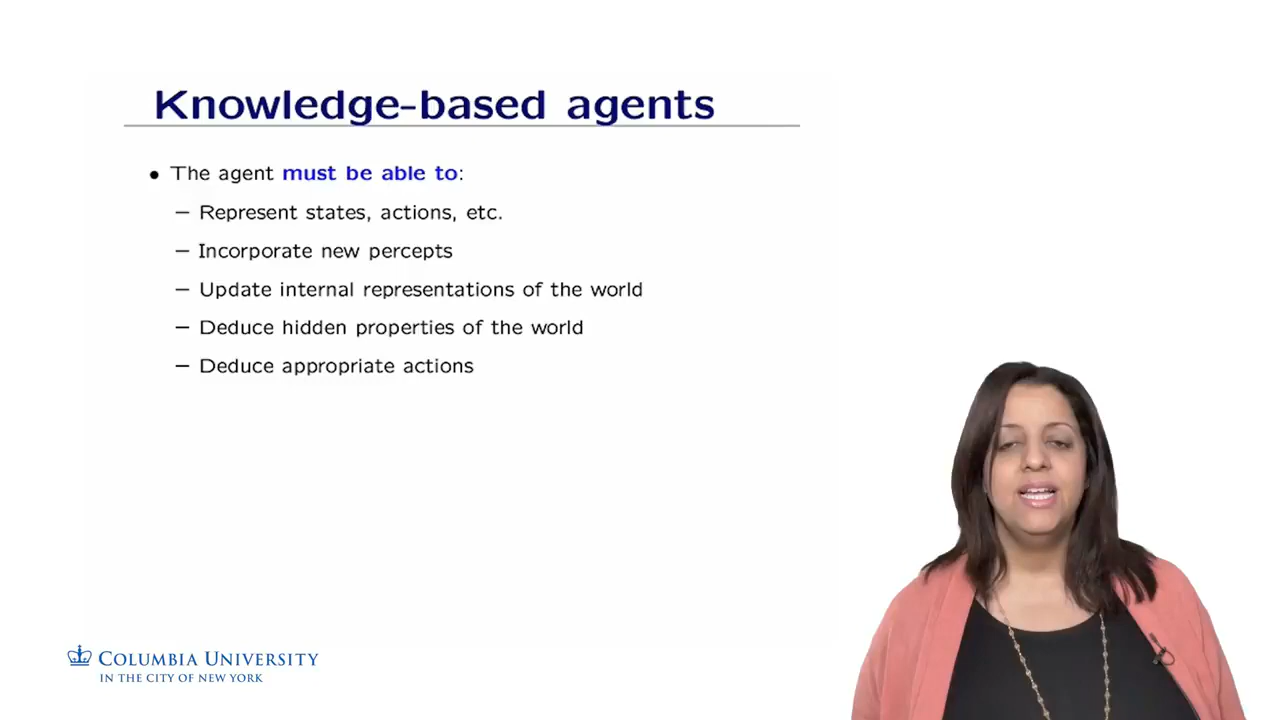 Knowledge-based agents
• The agent must be able to:
– Represent states, actions, etc.
– Incorporate new percepts
– Update internal representations of the world
– Deduce hidden properties of the world
– Deduce appropriate actions
COLUMBIA UNIVERSITY
IN THE CITY OF NEW YORK